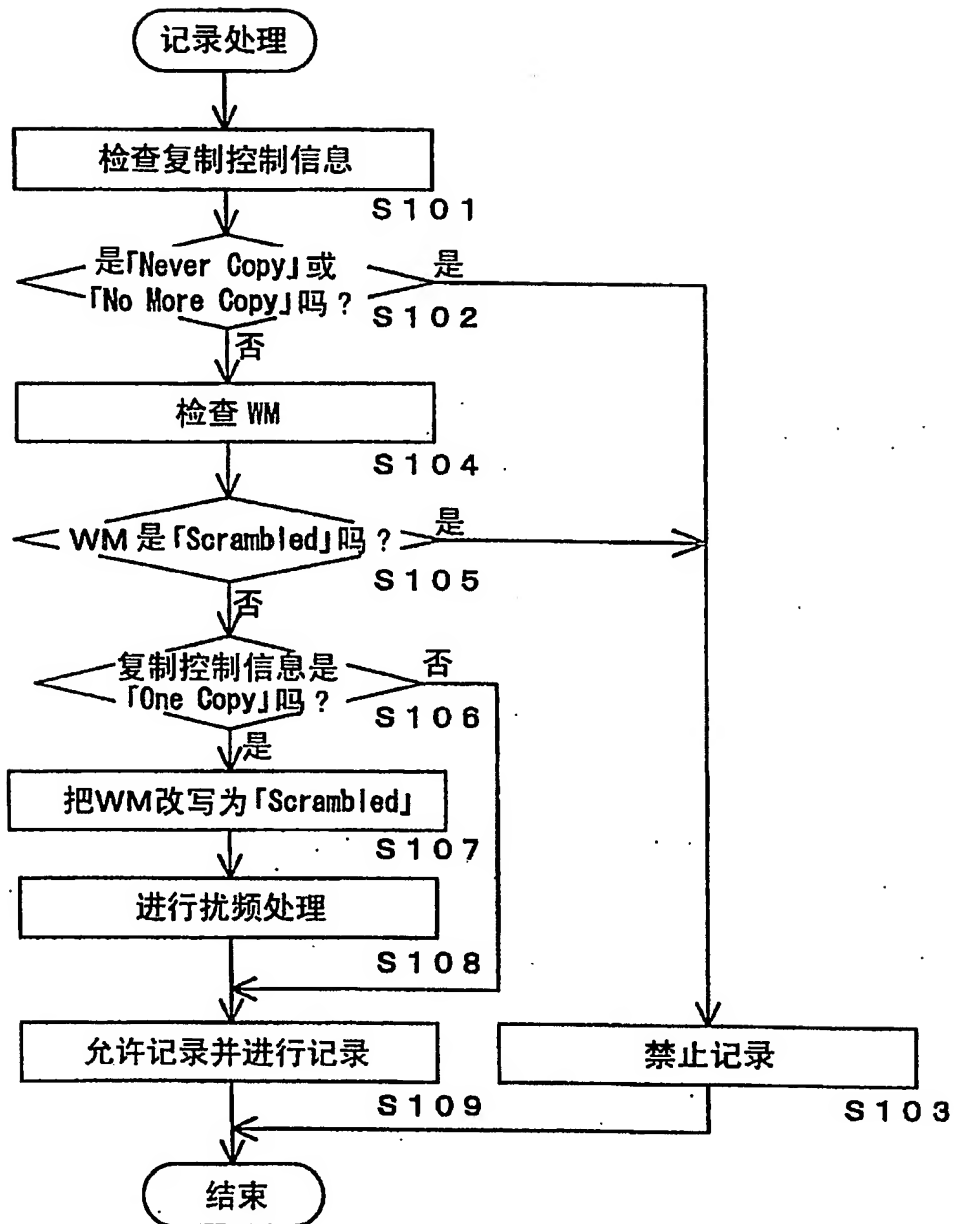 记录处理
检查复制控制信息
S101
是「Never Copy」或
「No More Copy」吗?
是
S102
否
检查 WM
S104
WM 是「Scrambled」吗?
是
S105
否
复制控制信息是
「One Copy」吗?
否
S106
是
把WM改写为「Scrambled」
S107
进行扰频处理
S108
允许记录并进行记录
S109
禁止记录
S103
结束